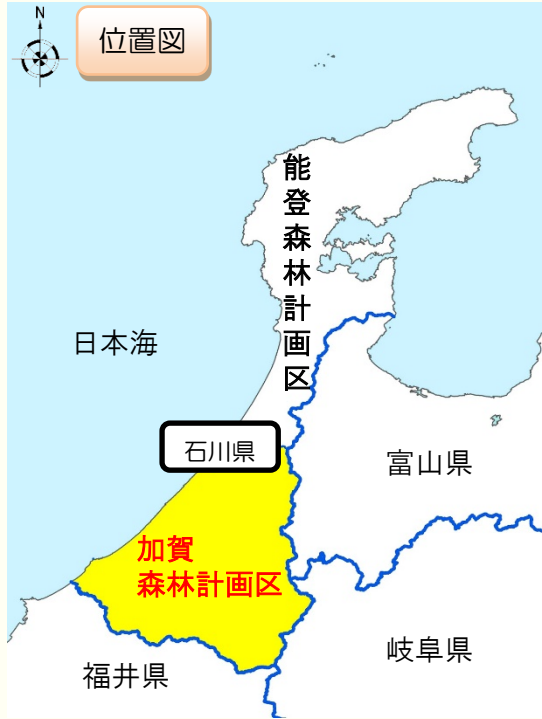 N
位置図
能登森林計画区
日本海
石川県
富山県
加賀
森林計画区
岐阜県
福井県